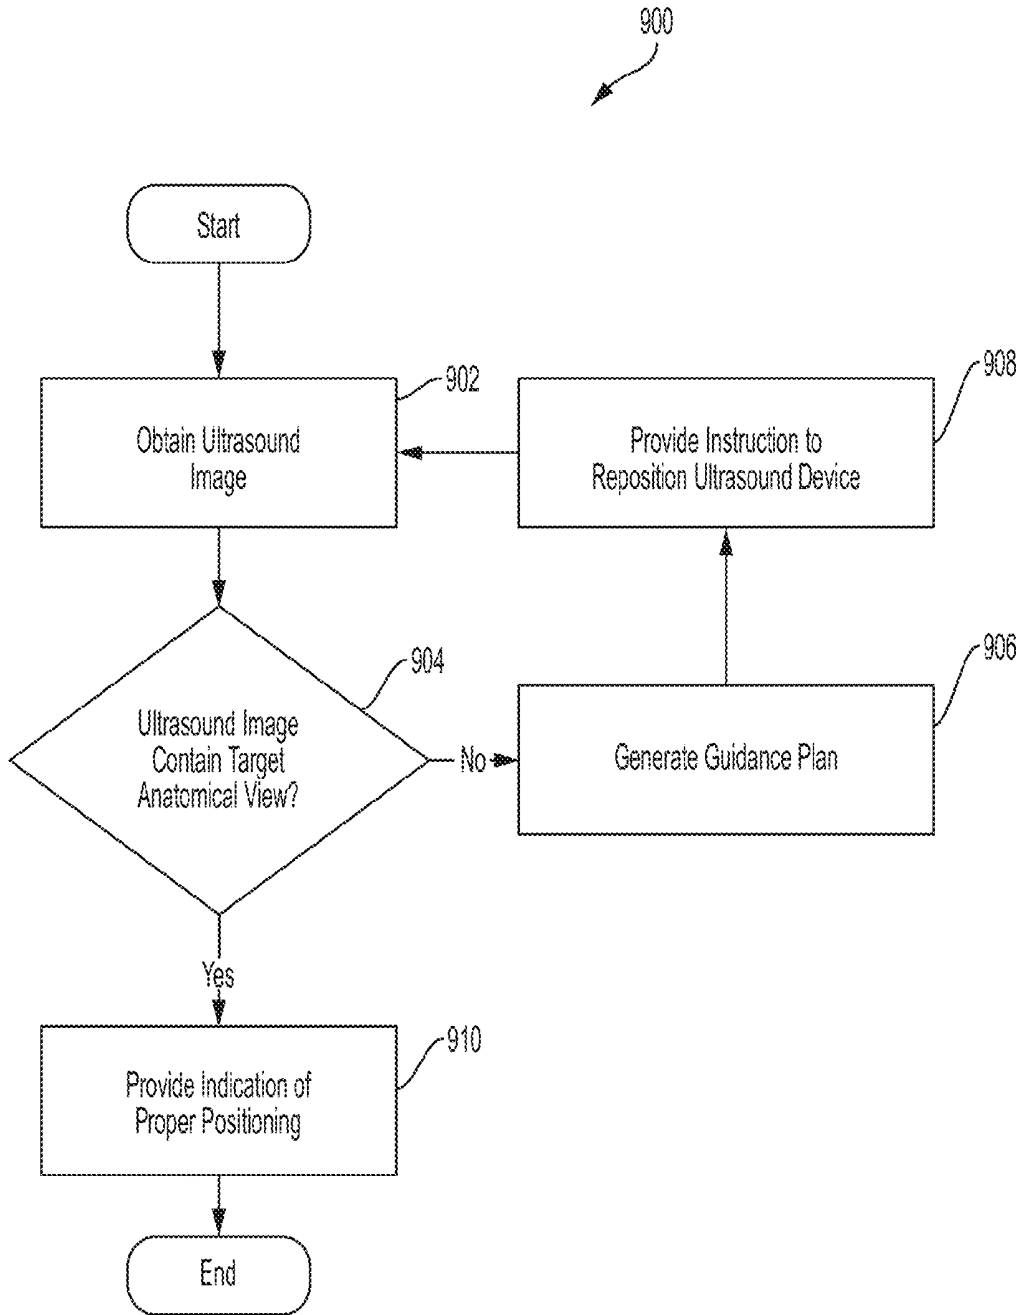 900
Start
902
Obtain Ultrasound
Image
908
Provide Instruction to
Reposition Ultrasound Device
904
Ultrasound Image
Contain Target
Anatomical View?
No
906
Generate Guidance Plan
Yes
910
Provide Indication of
Proper Positioning
End